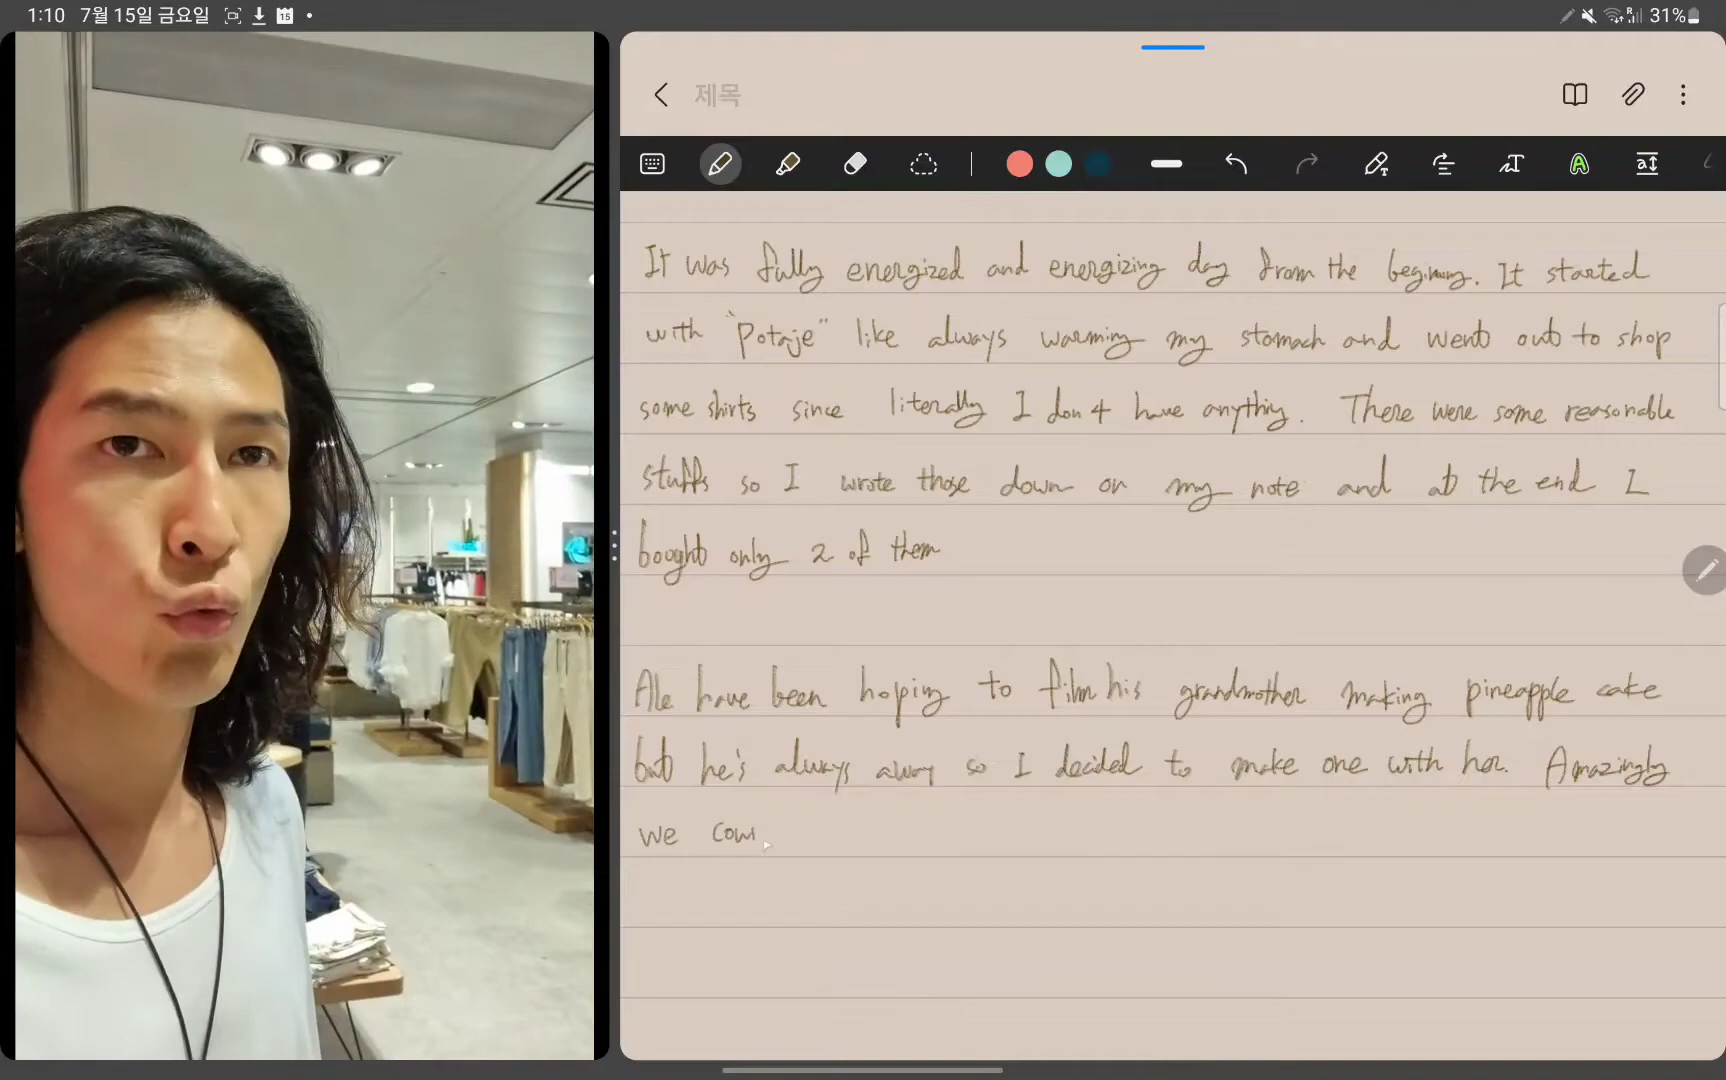 1:10 7월 15일 금요일 15
R 31%
제목
A
It was fully energized and energizing day from the begining. It started
with "Potaje" like always warming my stomach and went out to shop
some shirts since literally I don't have anything. There were some reasonable
stuffs so I wrote those down on my note and at the end I
bought only 2 of them
Ale have been hoping to film his grandmother making pineapple cake
but he's always away so I decided to make one with her. Amazingly
we cow